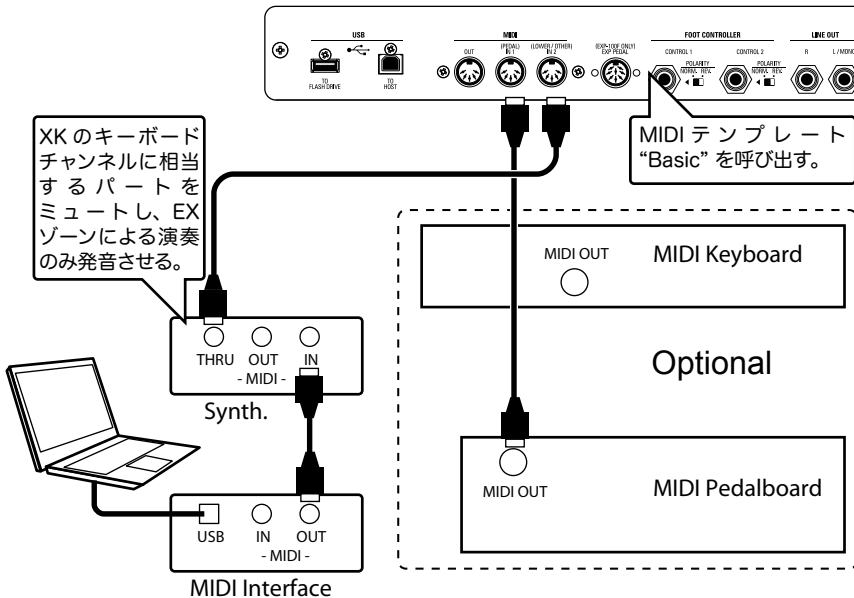 USB
MIDI
FOOT CONTROLLER
LINE OUT
OUT
(PEDAL)
IN 1
(LOWER / OTHER)
IN 2
(EXP-100F ONLY)
EXP PEDAL
CONTROL 1
CONTROL 2
R
L / MONO
POLARITY
NORM. REV.
POLARITY
NORM. REV.
TO
FLASH DRIVE
TO
HOST
XK のキーボード
チャンネルに相当
するパートを
ミュートし、EX
ゾーンによる演奏
のみ発音させる。
MIDI テンプレート
“Basic” を呼び出す。
MIDI OUT
MIDI Keyboard
Optional
THRU OUT IN
- MIDI -
Synth.
MIDI OUT
MIDI Pedalboard
USB IN OUT
- MIDI -
MIDI Interface